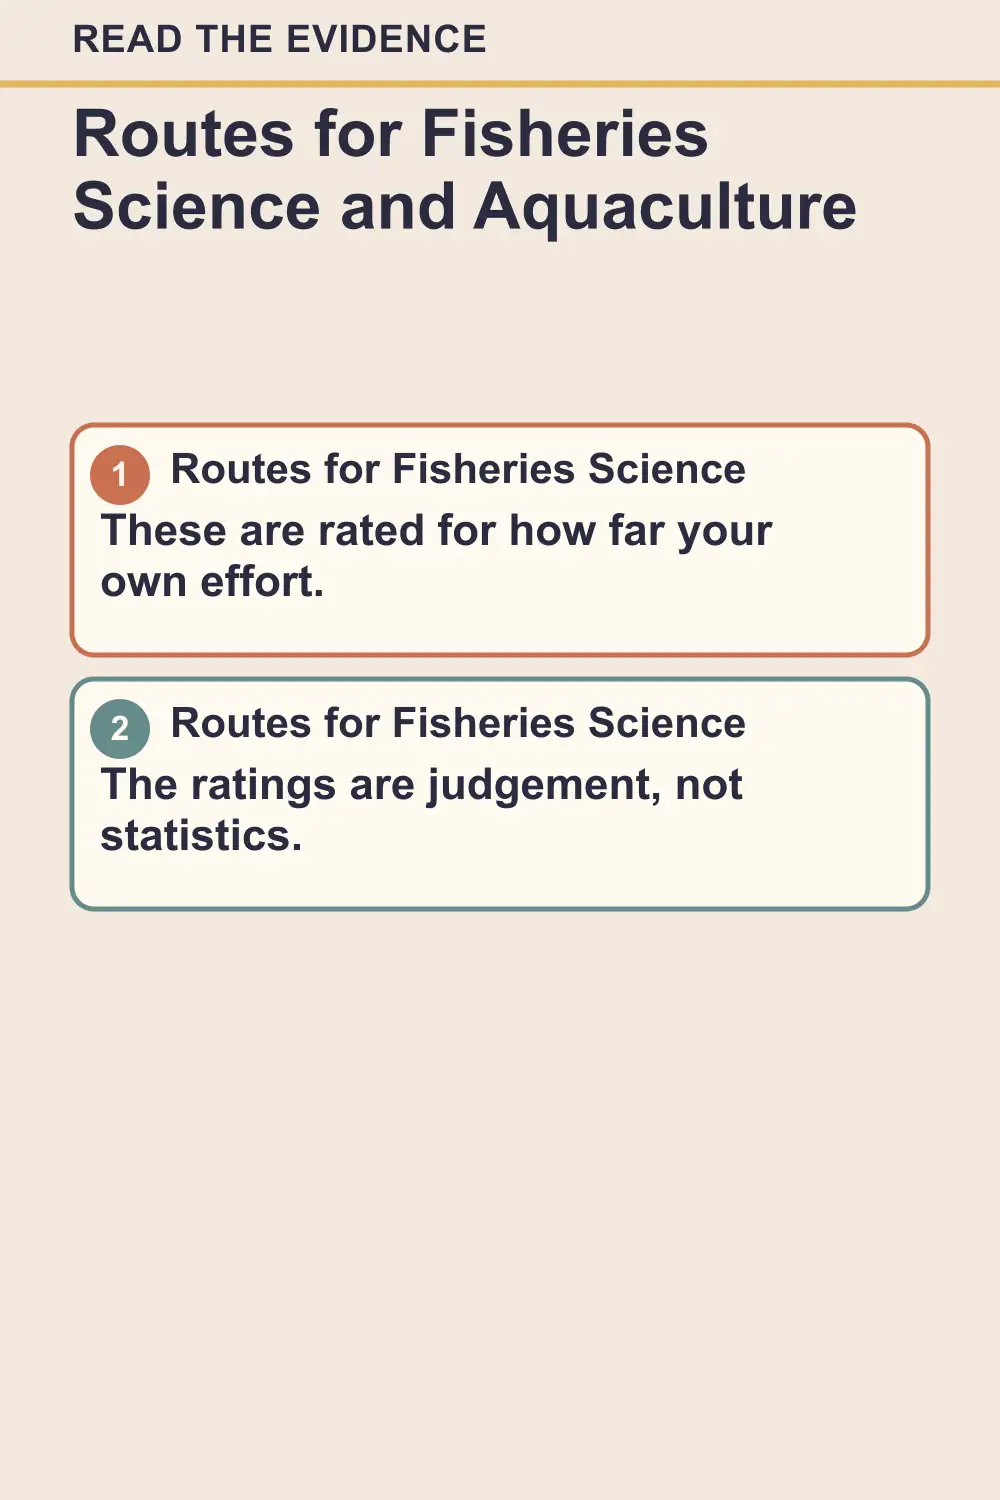 READ THE EVIDENCE
Routes for Fisheries
Science and Aquaculture
1 Routes for Fisheries Science
These are rated for how far your
own effort.
2 Routes for Fisheries Science
The ratings are judgement, not
statistics.